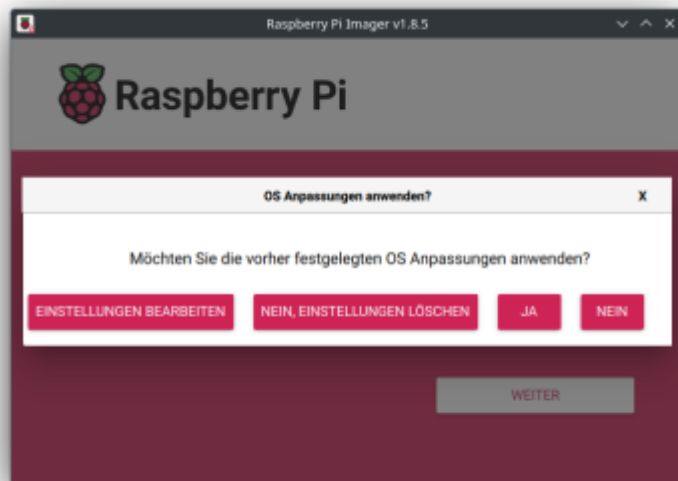 Raspberry Pi Imager v1.8.5
Raspberry Pi
OS Anpassungen anwenden?
X
Möchten Sie die vorher festgelegten OS Anpassungen anwenden?
EINSTELLUNGEN BEARBEITEN
NEIN, EINSTELLUNGEN LÖSCHEN
JA
NEIN
WEITER